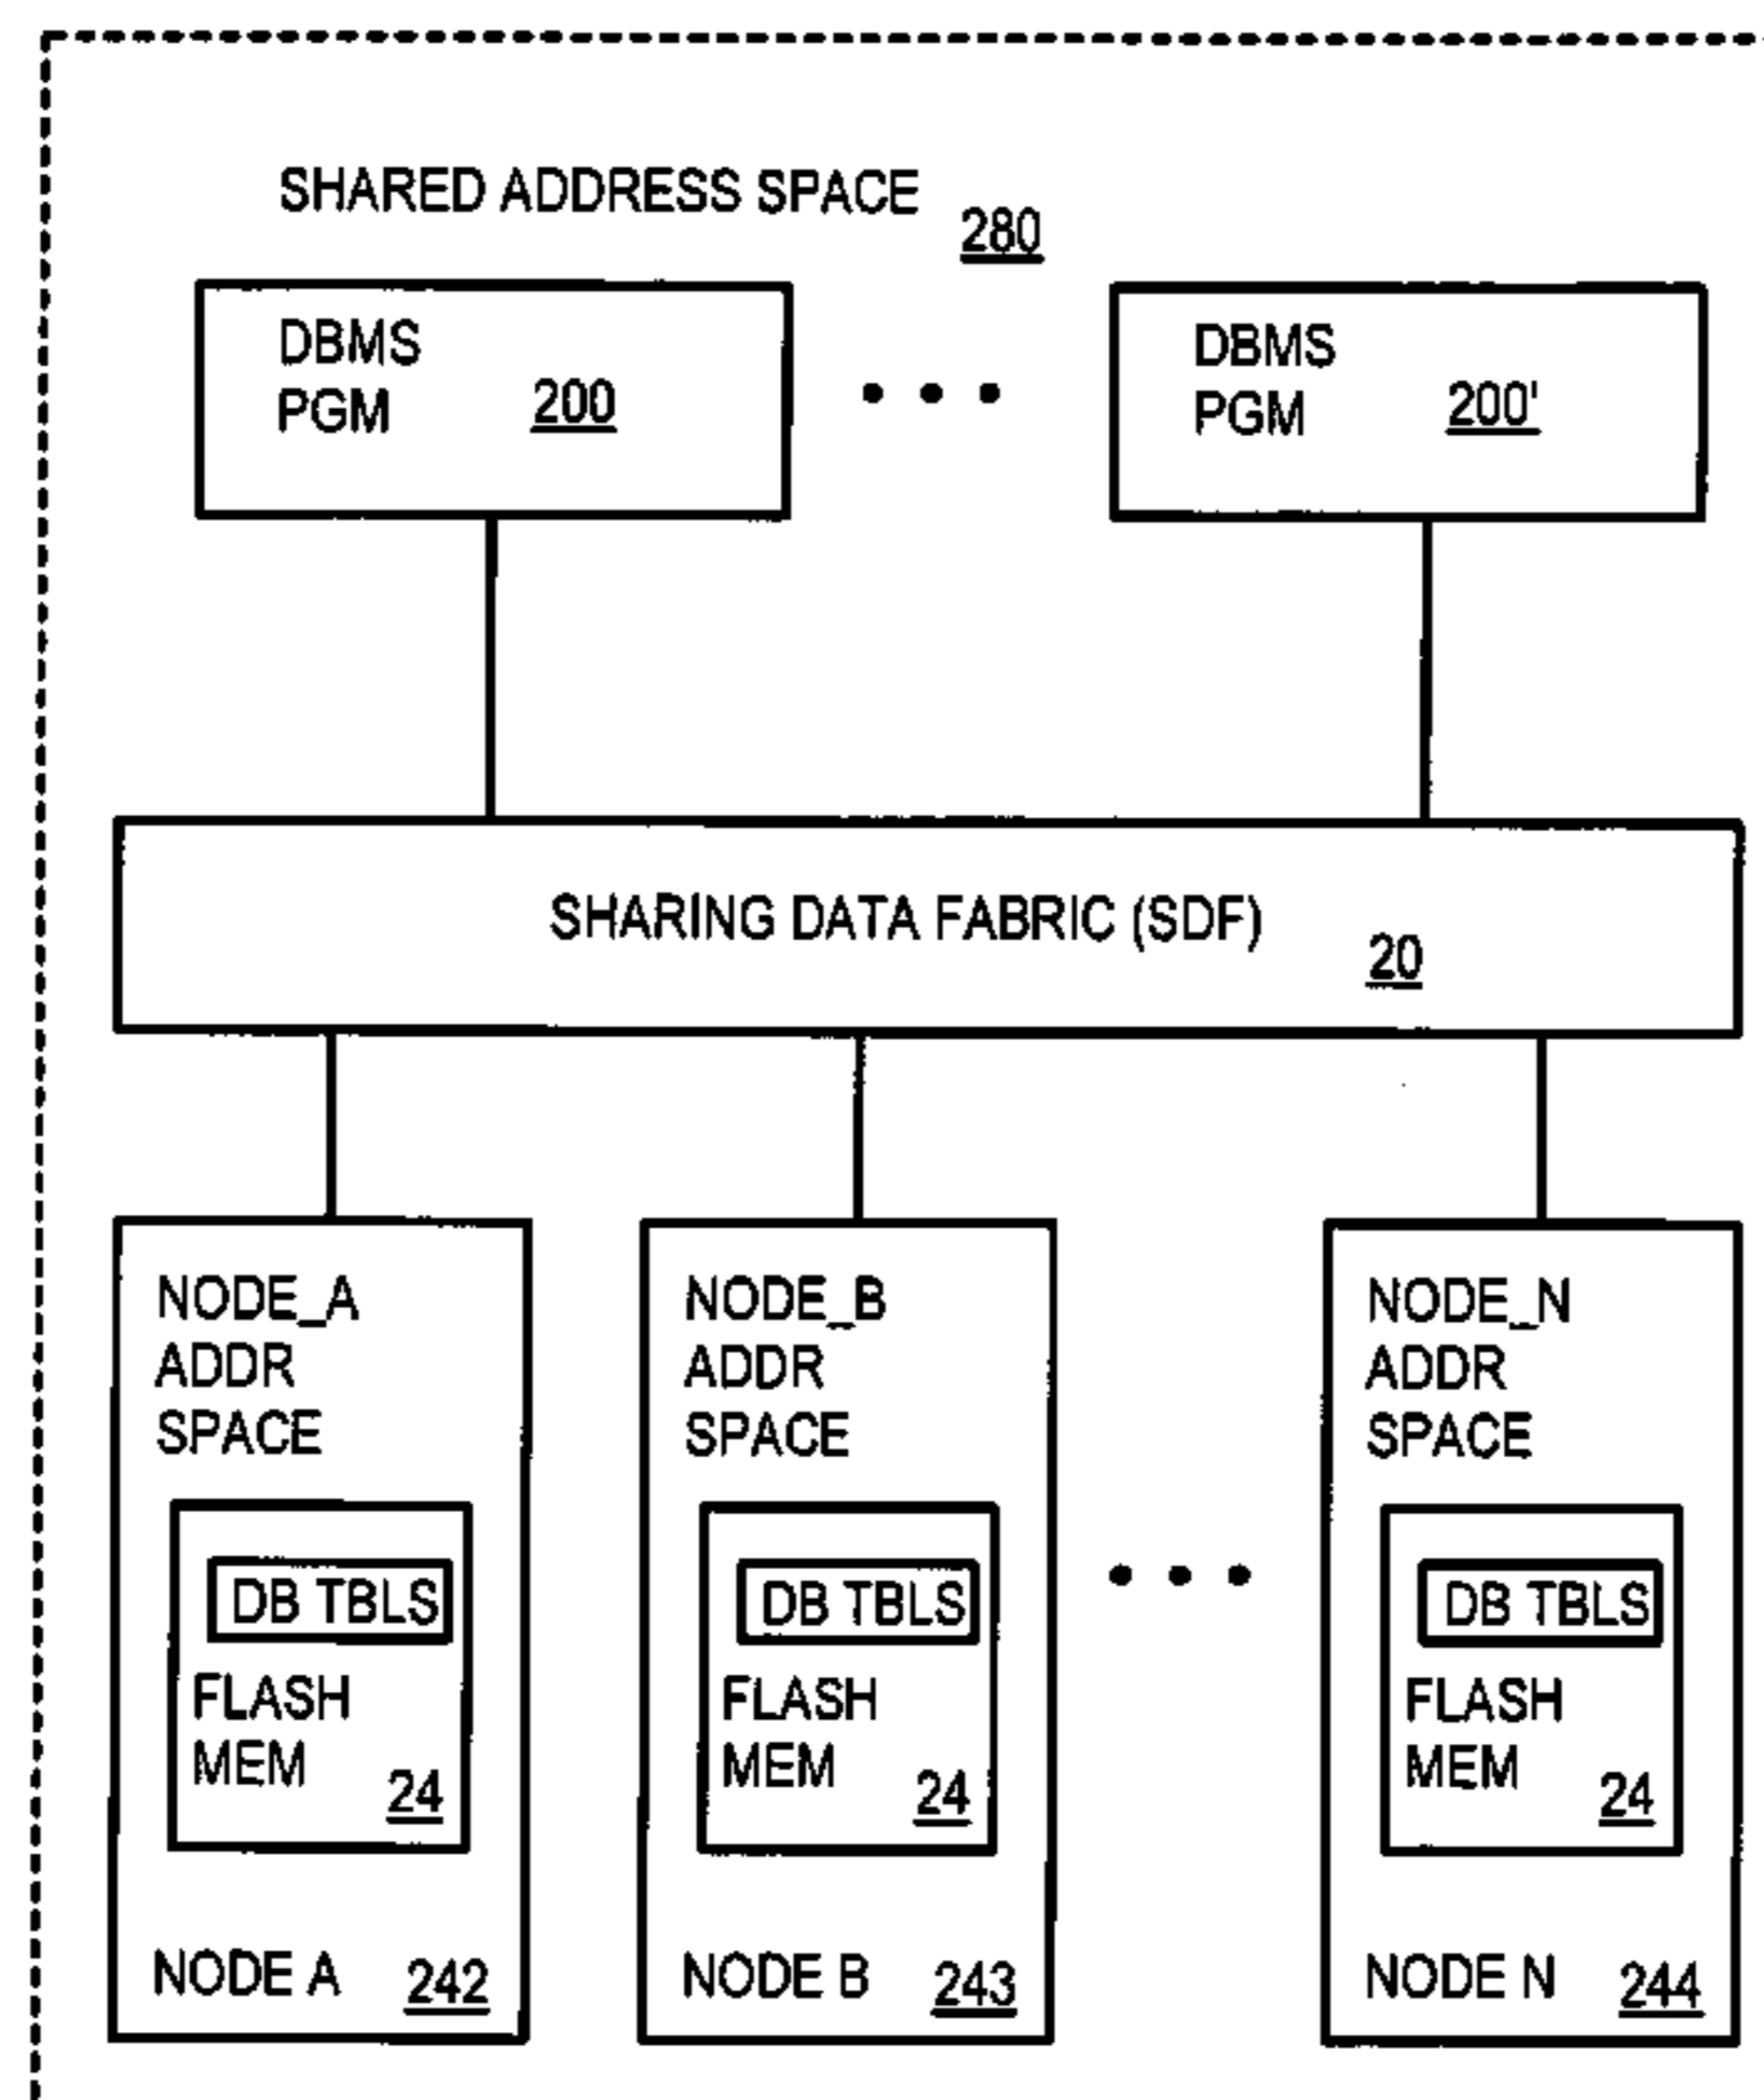 SHARED ADDRESS SPACE
280
DBMS
PGM 200
DBMS
PGM 200'
SHARING DATA FABRIC (SDF)
20
NODE_A
ADDR
SPACE
DB TBLS
FLASH
MEM
24
NODE A 242
NODE_B
ADDR
SPACE
DB TBLS
FLASH
MEM
24
NODE B 243
NODE_N
ADDR
SPACE
DB TBLS
FLASH
MEM
24
NODE N 244